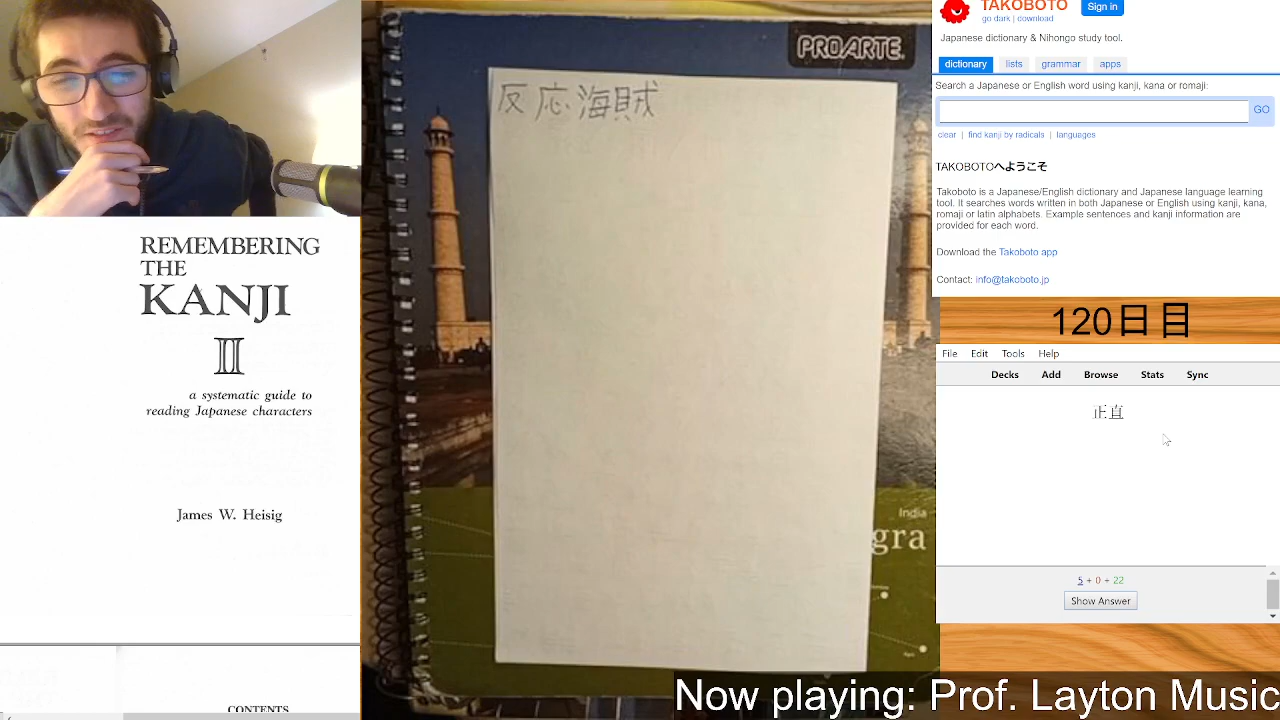 REMEMBERING
THE
KANJI
II
a systematic guide to
reading Japanese characters
James W. Heisig
CONTENTS
PROARTE
反応海賊
India
gra
TAKOBOTO
Sign in
go dark | download
Japanese dictionary & Nihongo study tool.
dictionary lists grammar apps
Search a Japanese or English word using kanji, kana or romaji:
GO
clear | find kanji by radicals | languages
TAKOBOTOへようこそ
Takoboto is a Japanese/English dictionary and Japanese language learning
tool. It searches words written in both Japanese or English using kanji, kana,
romaji or latin alphabets. Example sentences and kanji information are
provided for each word.
Download the Takoboto app
Contact: info@takoboto.jp
120日目
File Edit Tools Help
Decks Add Browse Stats Sync
正直
5 + 0 + 22
Show Answer
Now playing: Prof. Layton Music